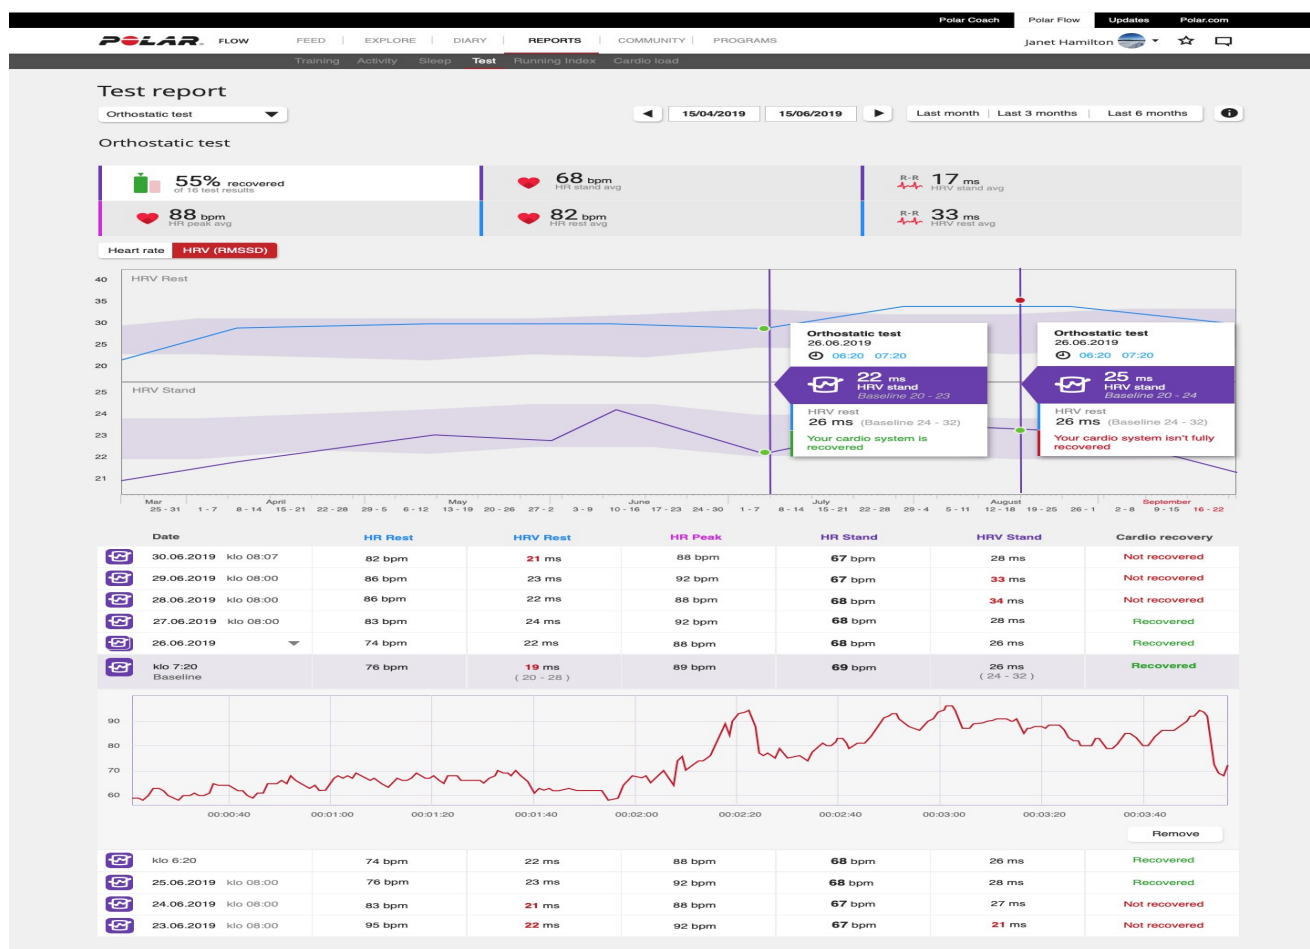 Polar Coach Polar Flow Updates Polar.com
POLAR. FLOW FEED EXPLORE DIARY REPORTS COMMUNITY PROGRAMS Janet Hamilton
Training Activity Sleep Test Running Index Cardio load
Test report
Orthostatic test 15/04/2019 15/06/2019 Last month Last 3 months Last 6 months
Orthostatic test
55% recovered
of 16 test results
68 bpm
HR stand avg
R-R 17 ms
HRV stand avg
88 bpm
HR peak avg
82 bpm
HR rest avg
R-R 33 ms
HRV rest avg
Heart rate HRV (RMSSD)
HRV Rest
40
35
30
25
20
HRV Stand
25
24
23
22
21
Orthostatic test
26.06.2019
06:20 07:20
22 ms
HRV stand
Baseline 20 - 23
HRV rest
26 ms (Baseline 24 - 32)
Your cardio system is
recovered
Orthostatic test
26.06.2019
06:20 07:20
25 ms
HRV stand
Baseline 20 - 24
HRV rest
26 ms (Baseline 24 - 32)
Your cardio system isn't fully
recovered
Mar April May June July August September
25 - 31 1 - 7 8 - 14 15 - 21 22 - 28 29 - 5 6 - 12 13 - 19 20 - 26 27 - 2 3 - 9 10 - 16 17 - 23 24 - 30 1 - 7 8 - 14 15 - 21 22 - 28 29 - 4 5 - 11 12 - 18 19 - 25 26 - 1 2 - 8 9 - 15 16 - 22
Date HR Rest HRV Rest HR Peak HR Stand HRV Stand Cardio recovery
30.06.2019 klo 08:07 82 bpm 21 ms 88 bpm 67 bpm 28 ms Not recovered
29.06.2019 klo 08:00 86 bpm 23 ms 92 bpm 67 bpm 33 ms Not recovered
28.06.2019 klo 08:00 86 bpm 22 ms 88 bpm 68 bpm 34 ms Not recovered
27.06.2019 klo 08:00 83 bpm 24 ms 92 bpm 68 bpm 28 ms Recovered
26.06.2019 74 bpm 22 ms 88 bpm 68 bpm 26 ms Recovered
klo 7:20 76 bpm 19 ms 89 bpm 69 bpm 26 ms Recovered
Baseline ( 20 - 28 ) ( 24 - 32 )
90
80
70
60
00:00:40 00:01:00 00:01:20 00:01:40 00:02:00 00:02:20 00:02:40 00:03:00 00:03:20 00:03:40
Remove
klo 6:20 74 bpm 22 ms 88 bpm 68 bpm 26 ms Recovered
25.06.2019 klo 08:00 76 bpm 23 ms 92 bpm 68 bpm 28 ms Recovered
24.06.2019 klo 08:00 83 bpm 21 ms 88 bpm 67 bpm 27 ms Not recovered
23.06.2019 klo 08:00 95 bpm 22 ms 92 bpm 67 bpm 21 ms Not recovered